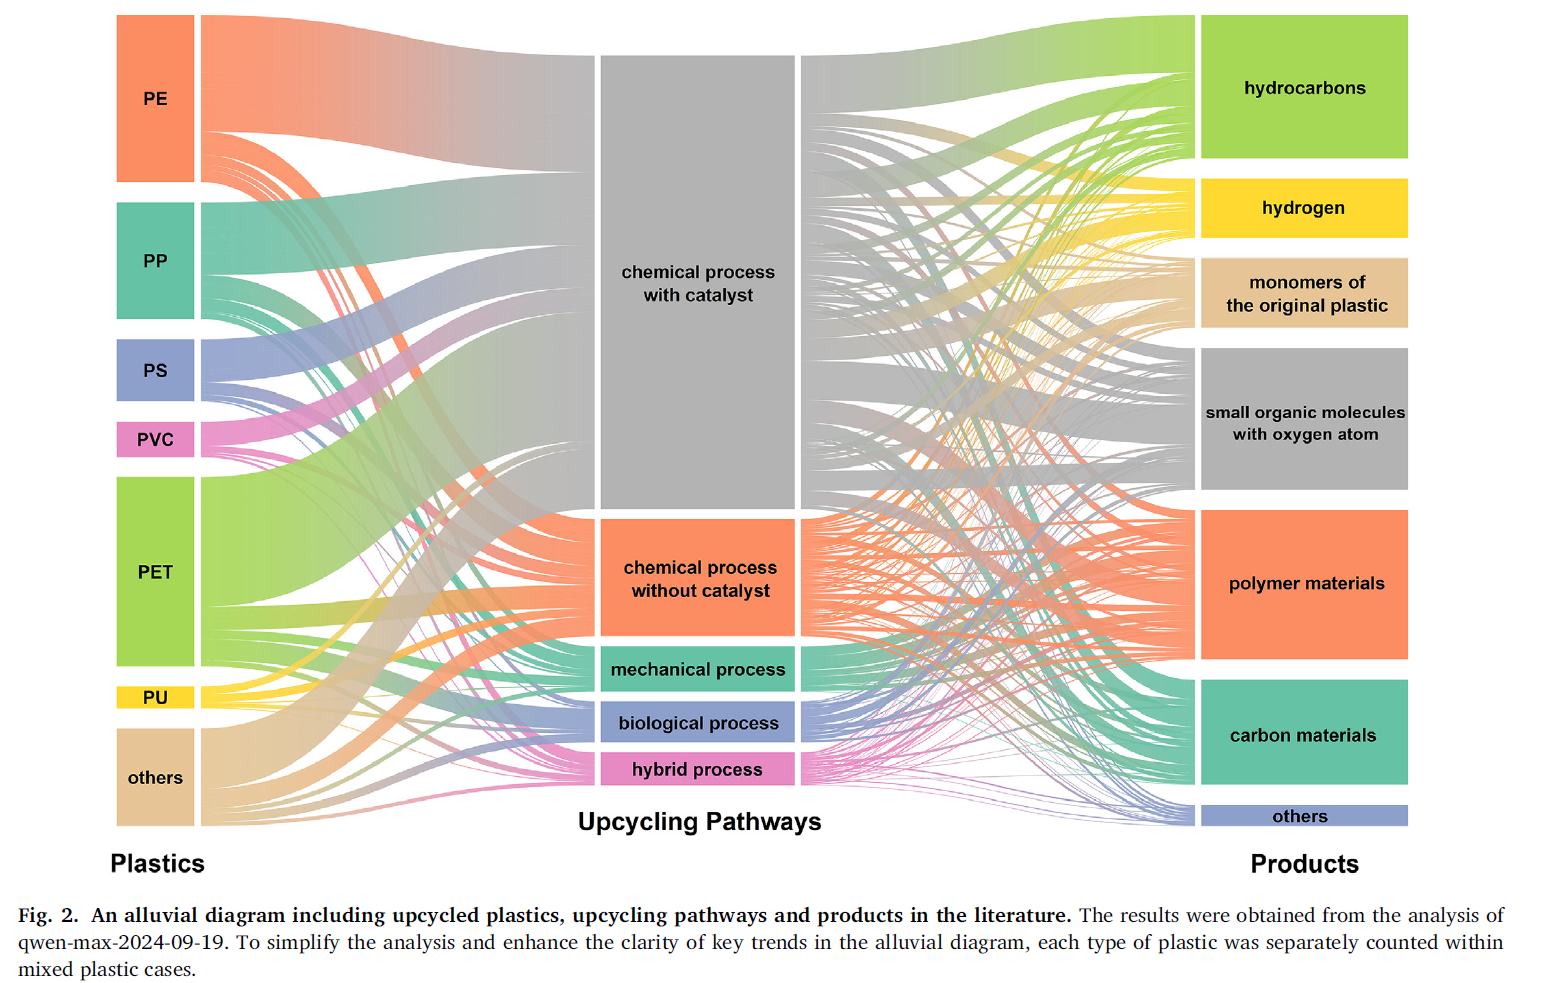 PE
PP
PS
PVC
PET
PU
others
Plastics
chemical process
with catalyst
chemical process
without catalyst
mechanical process
biological process
hybrid process
Upcycling Pathways
hydrocarbons
hydrogen
monomers of
the original plastic
small organic molecules
with oxygen atom
polymer materials
carbon materials
others
Products
Fig. 2. An alluvial diagram including upcycled plastics, upcycling pathways and products in the literature. The results were obtained from the analysis of
qwen-max-2024-09-19. To simplify the analysis and enhance the clarity of key trends in the alluvial diagram, each type of plastic was separately counted within
mixed plastic cases.